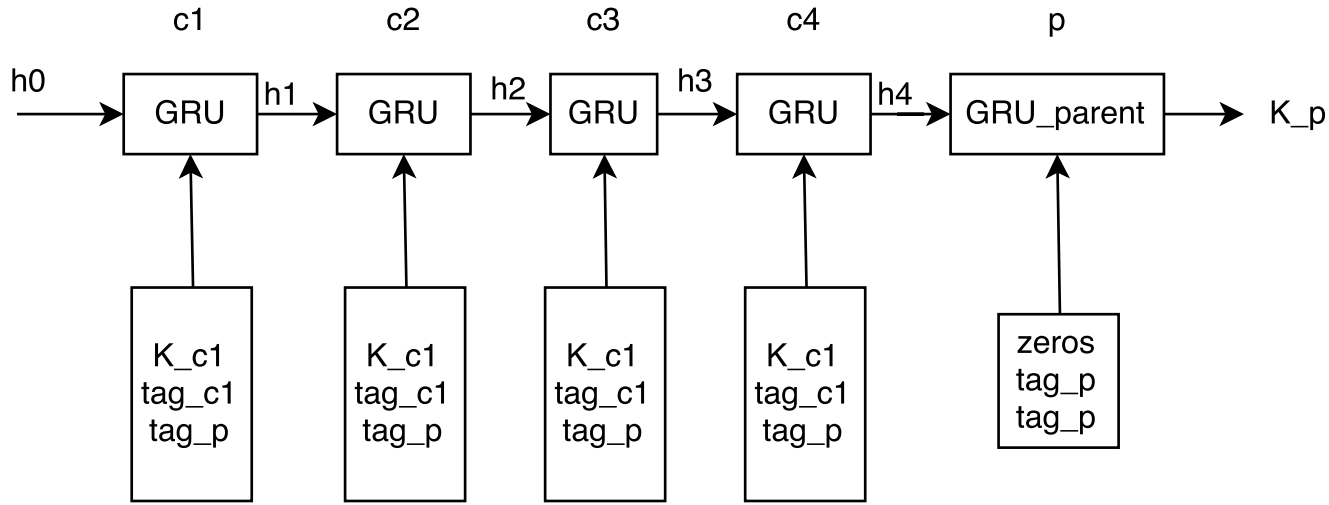 c1 c2 c3 c4 p
h0 h1 h2 h3 h4
GRU GRU GRU GRU GRU_parent K_p
K_c1 K_c1 K_c1 K_c1 zeros
tag_c1 tag_c1 tag_c1 tag_c1 tag_p
tag_p tag_p tag_p tag_p tag_p